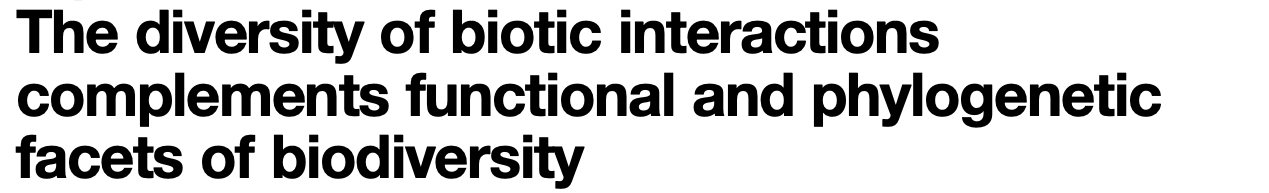 The diversity of biotic interactions
complements functional and phylogenetic
facets of biodiversity